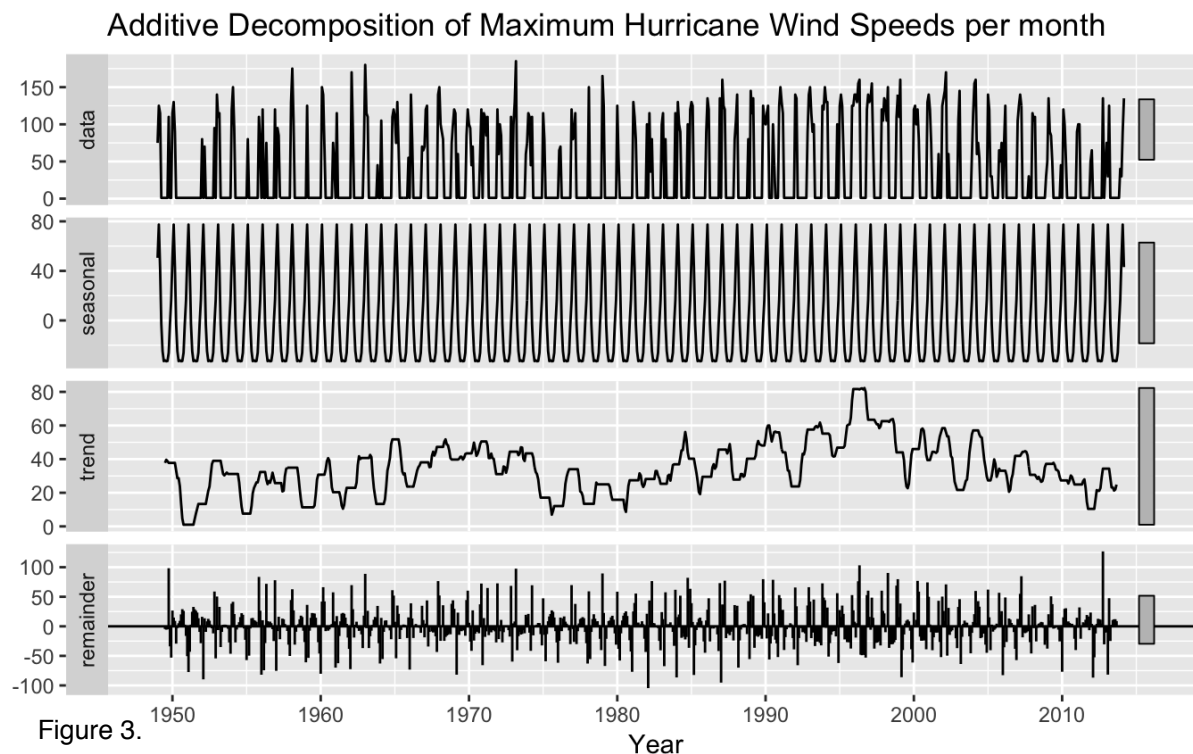 Additive Decomposition of Maximum Hurricane Wind Speeds per month
data
150
100
50
0
seasonal
80
40
0
trend
80
60
40
20
0
remainder
100
50
0
-50
-100
1950 1960 1970 1980 1990 2000 2010
Figure 3.
Year